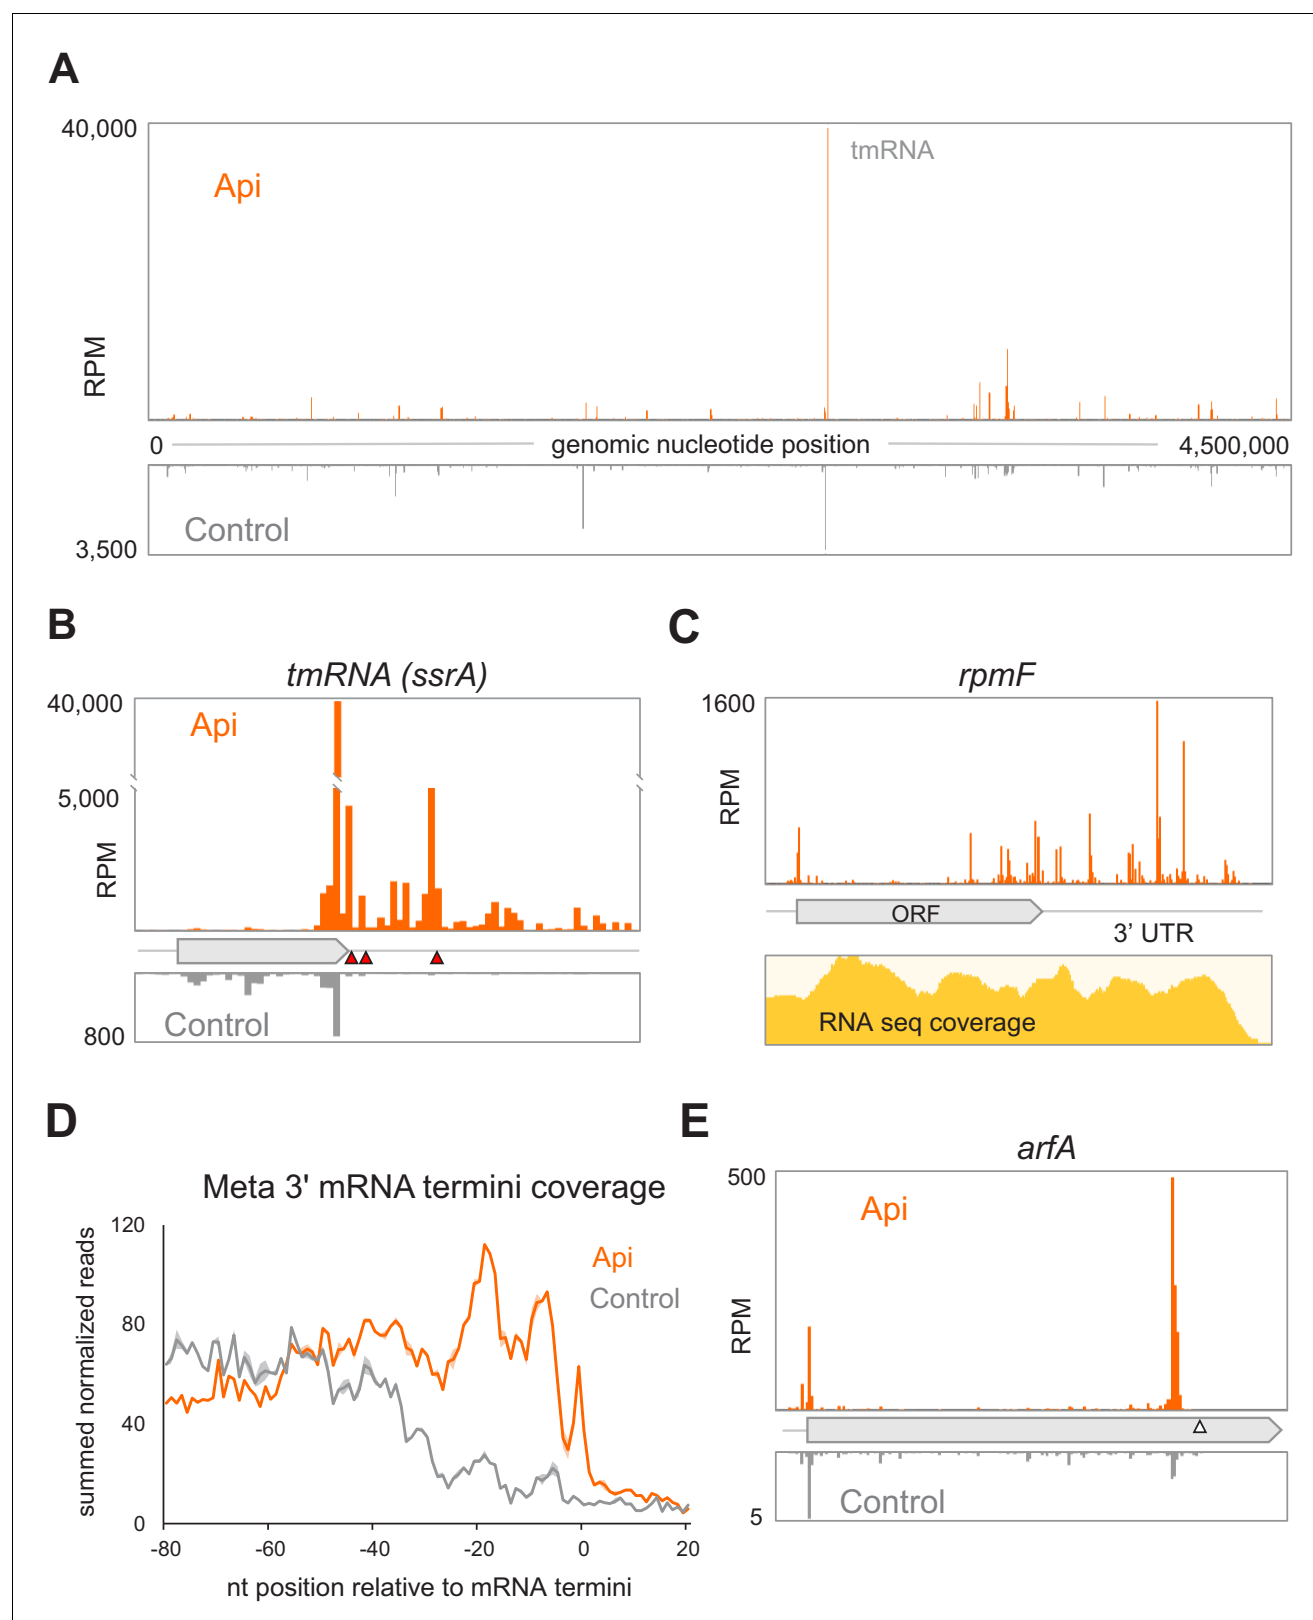 A
40,000
tmRNA
Api
RPM
0 genomic nucleotide position 4,500,000
Control
3,500
B
tmRNA (ssrA)
40,000
Api
5,000
RPM
Control
800
C
rpmF
1600
RPM
ORF
3’ UTR
RNA seq coverage
D
Meta 3' mRNA termini coverage
summed normalized reads
120
80
40
0
Api
Control
-80 -60 -40 -20 0 20
nt position relative to mRNA termini
E
arfA
500
Api
RPM
Control
5